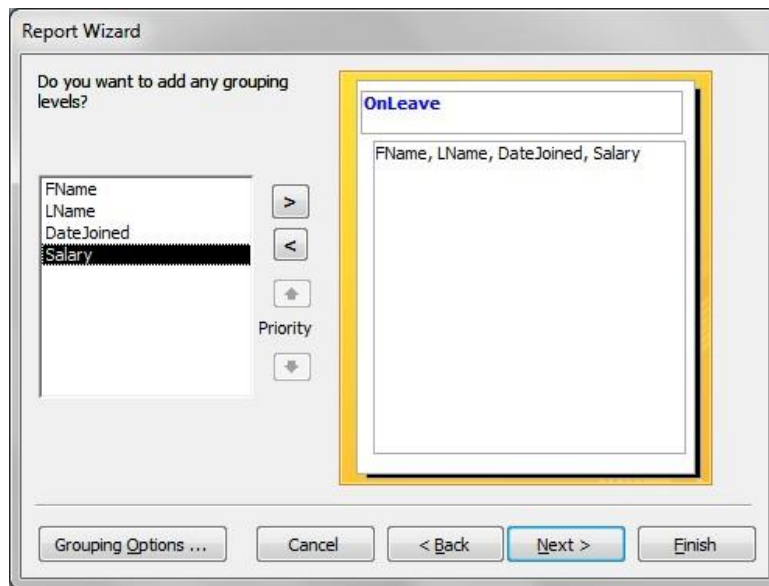 Report Wizard
Do you want to add any grouping
levels?
FName
LName
DateJoined
Salary
>
<
Priority
OnLeave
FName, LName, DateJoined, Salary
Grouping Options ...
Cancel
< Back
Next >
Finish